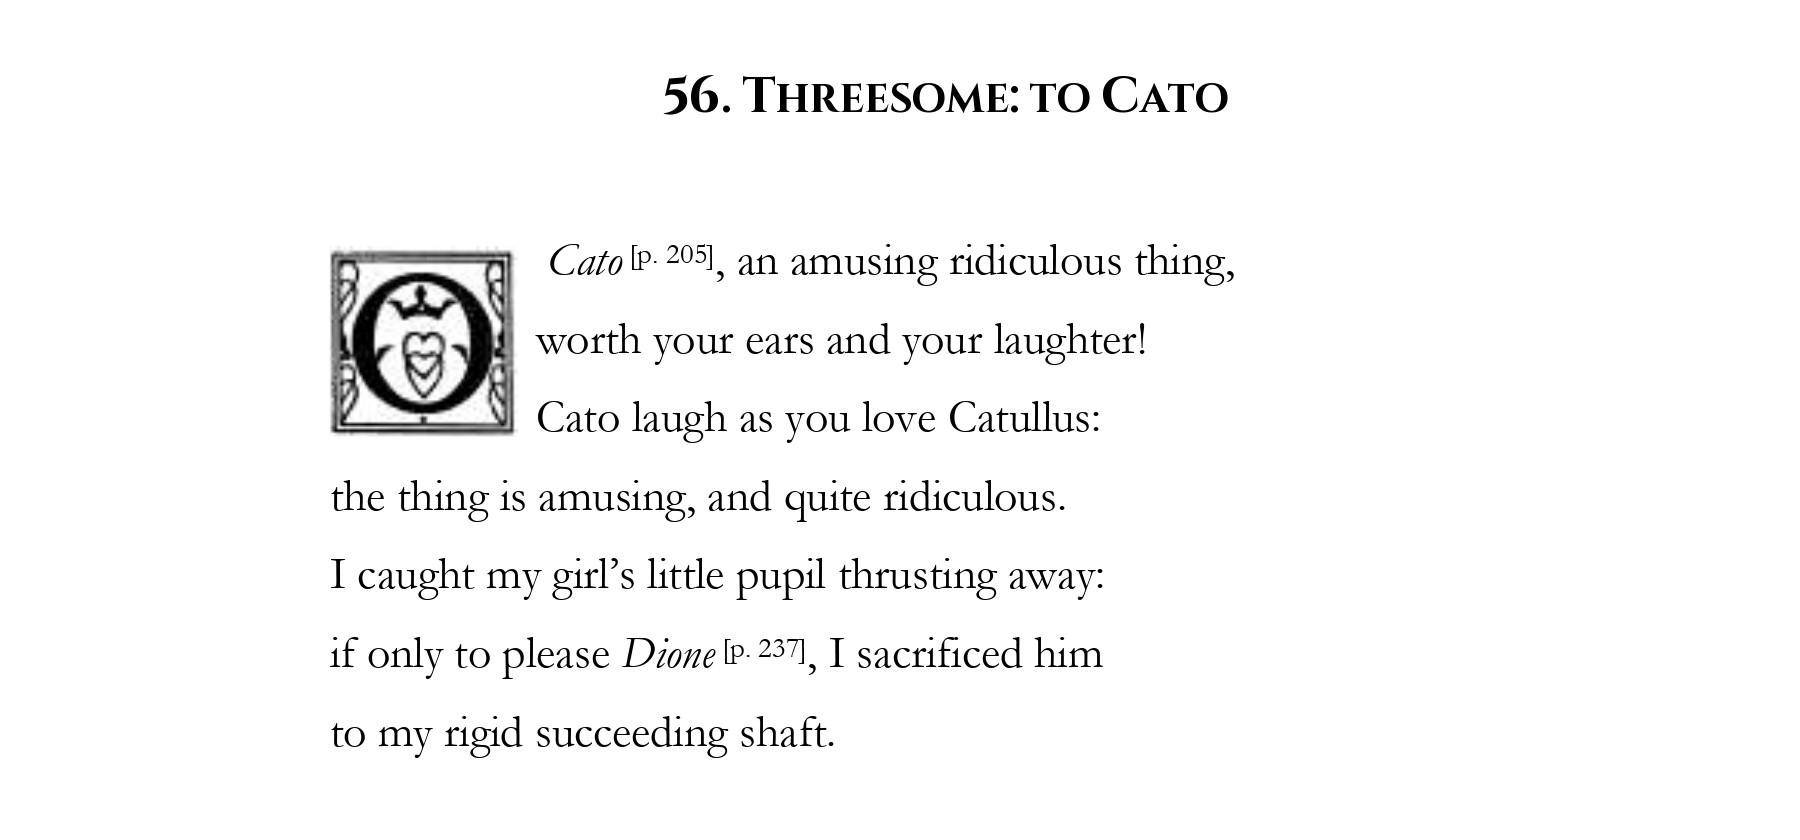 56. THREESOME: TO CATO
O Cato [p. 205], an amusing ridiculous thing,
worth your ears and your laughter!
Cato laugh as you love Catullus:
the thing is amusing, and quite ridiculous.
I caught my girl’s little pupil thrusting away:
if only to please Dione [p. 237], I sacrificed him
to my rigid succeeding shaft.